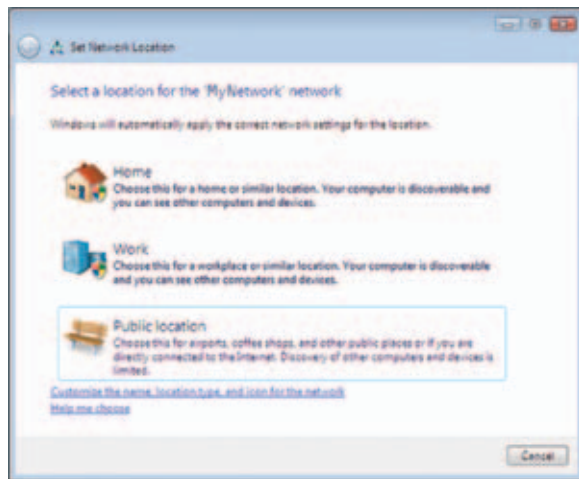 Set Network Location
Select a location for the 'MyNetwork' network
Windows will automatically apply the correct network settings for the location.
Home
Choose this for a home or similar location. Your computer is discoverable and
you can see other computers and devices.
Work
Choose this for a workplace or similar location. Your computer is discoverable
and you can see other computers and devices.
Public location
Choose this for airports, coffee shops, and other public places or if you are
directly connected to the Internet. Discovery of other computers and devices is
limited.
Customize the name, location type, and icon for the network
Help me choose
Cancel